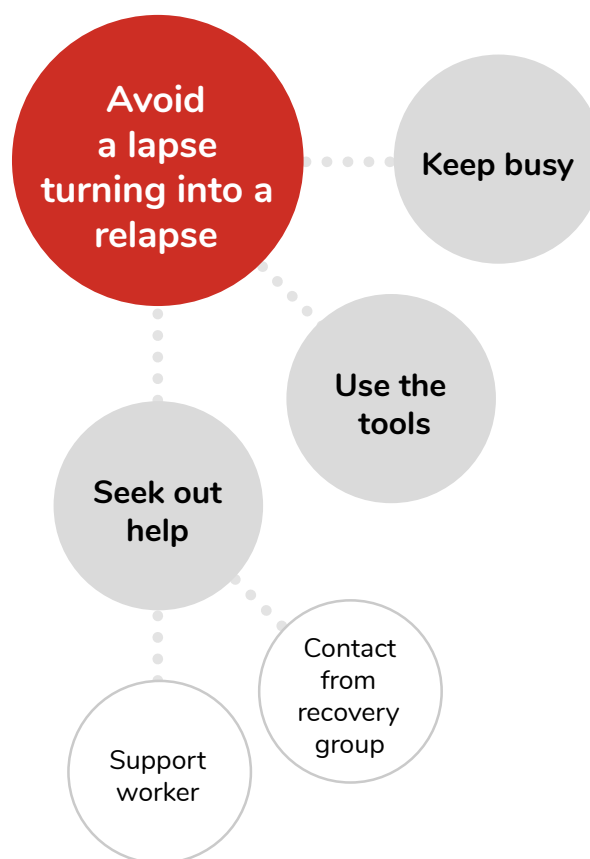 Avoid
a lapse
turning into a
relapse
Keep busy
Use the
tools
Seek out
help
Contact
from
recovery
group
Support
worker